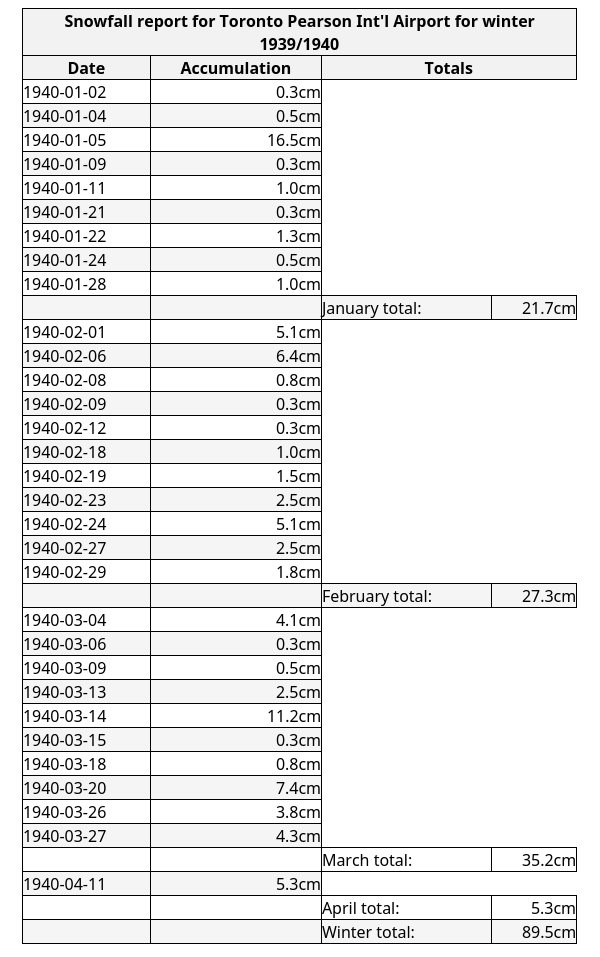 Snowfall report for Toronto Pearson Int'l Airport for winter
1939/1940
Date Accumulation Totals
1940-01-02 0.3cm
1940-01-04 0.5cm
1940-01-05 16.5cm
1940-01-09 0.3cm
1940-01-11 1.0cm
1940-01-21 0.3cm
1940-01-22 1.3cm
1940-01-24 0.5cm
1940-01-28 1.0cm
January total: 21.7cm
1940-02-01 5.1cm
1940-02-06 6.4cm
1940-02-08 0.8cm
1940-02-09 0.3cm
1940-02-12 0.3cm
1940-02-18 1.0cm
1940-02-19 1.5cm
1940-02-23 2.5cm
1940-02-24 5.1cm
1940-02-27 2.5cm
1940-02-29 1.8cm
February total: 27.3cm
1940-03-04 4.1cm
1940-03-06 0.3cm
1940-03-09 0.5cm
1940-03-13 2.5cm
1940-03-14 11.2cm
1940-03-15 0.3cm
1940-03-18 0.8cm
1940-03-20 7.4cm
1940-03-26 3.8cm
1940-03-27 4.3cm
March total: 35.2cm
1940-04-11 5.3cm
April total: 5.3cm
Winter total: 89.5cm